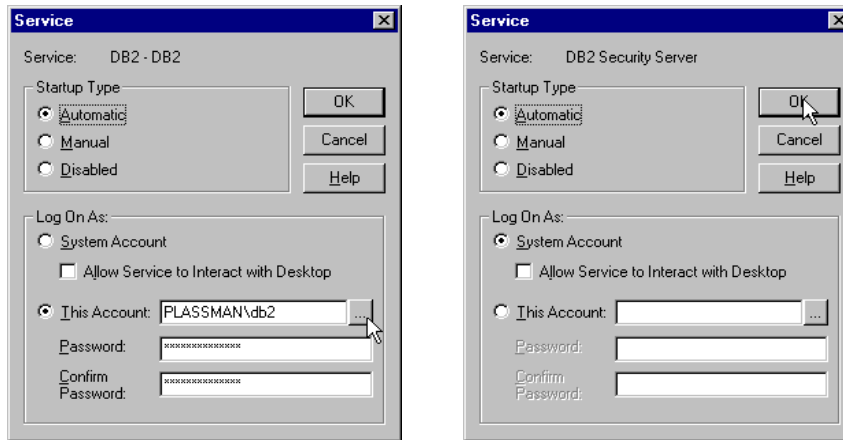 Service
Service: DB2 - DB2
Startup Type
Automatic
Manual
Disabled
OK
Cancel
Help
Log On As:
System Account
Allow Service to Interact with Desktop
This Account: PLASSMAN\db2 ...
Password: **************
Confirm
Password: **************
Service
Service: DB2 Security Server
Startup Type
Automatic
Manual
Disabled
OK
Cancel
Help
Log On As:
System Account
Allow Service to Interact with Desktop
This Account: ...
Password:
Confirm
Password: